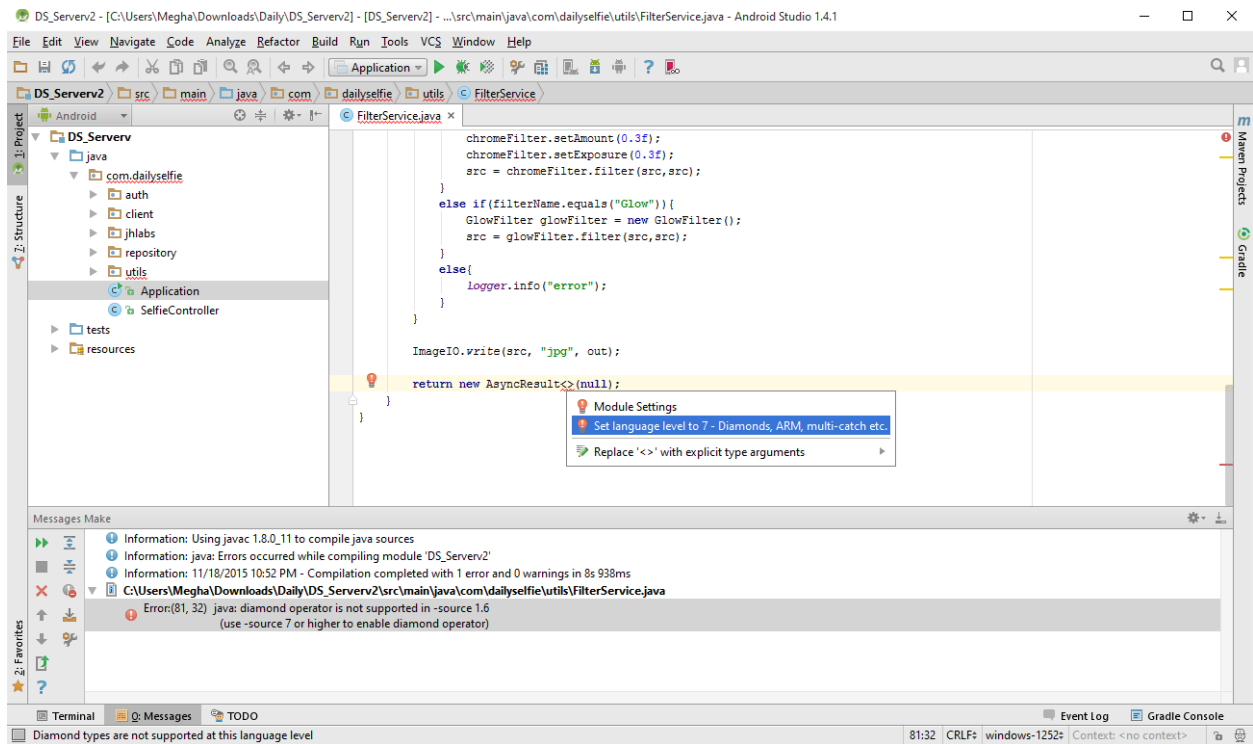 DS_Serverv2 - [C:\Users\Megha\Downloads\Daily\DS_Serverv2] - [DS_Serverv2] - ...\src\main\java\com\dailyselfie\utils\FilterService.java - Android Studio 1.4.1
File Edit View Navigate Code Analyze Refactor Build Run Tools VCS Window Help
Application
DS_Serverv2 src main java com dailyselfie utils FilterService
Android
FilterService.java
1: Project
7: Structure
2: Favorites
DS_Serverv
java
com.dailyselfie
auth
client
jhlabs
repository
utils
Application
SelfieController
tests
resources
chromeFilter.setAmount(0.3f);
chromeFilter.setExposure(0.3f);
src = chromeFilter.filter(src,src);
}
else if(filterName.equals("Glow")){
GlowFilter glowFilter = new GlowFilter();
src = glowFilter.filter(src,src);
}
else{
logger.info("error");
}
}
ImageIO.write(src, "jpg", out);
return new AsyncResult<>(null);
}
}
Module Settings
Set language level to 7 - Diamonds, ARM, multi-catch etc.
Replace '<>' with explicit type arguments
m
Maven Projects
Gradle
Messages Make
Information: Using javac 1.8.0_11 to compile java sources
Information: java: Errors occurred while compiling module 'DS_Serverv2'
Information: 11/18/2015 10:52 PM - Compilation completed with 1 error and 0 warnings in 8s 938ms
C:\Users\Megha\Downloads\Daily\DS_Serverv2\src\main\java\com\dailyselfie\utils\FilterService.java
Error:(81, 32) java: diamond operator is not supported in -source 1.6
(use -source 7 or higher to enable diamond operator)
Terminal 0: Messages TODO Event Log Gradle Console
Diamond types are not supported at this language level 81:32 CRLF windows-1252 Context: <no context>